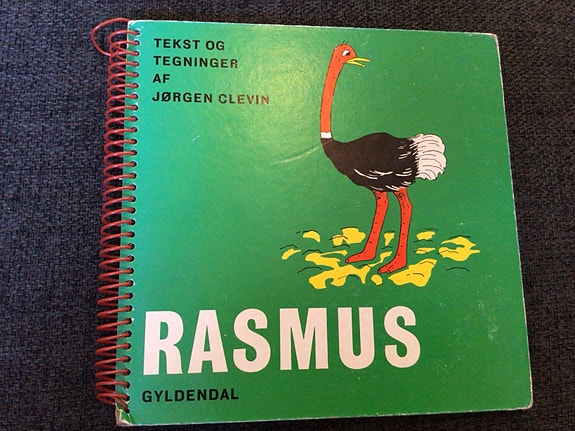 TEKST OG
TEGNINGER
AF
JØRGEN CLEVIN
RASMUS
GYLDENDAL